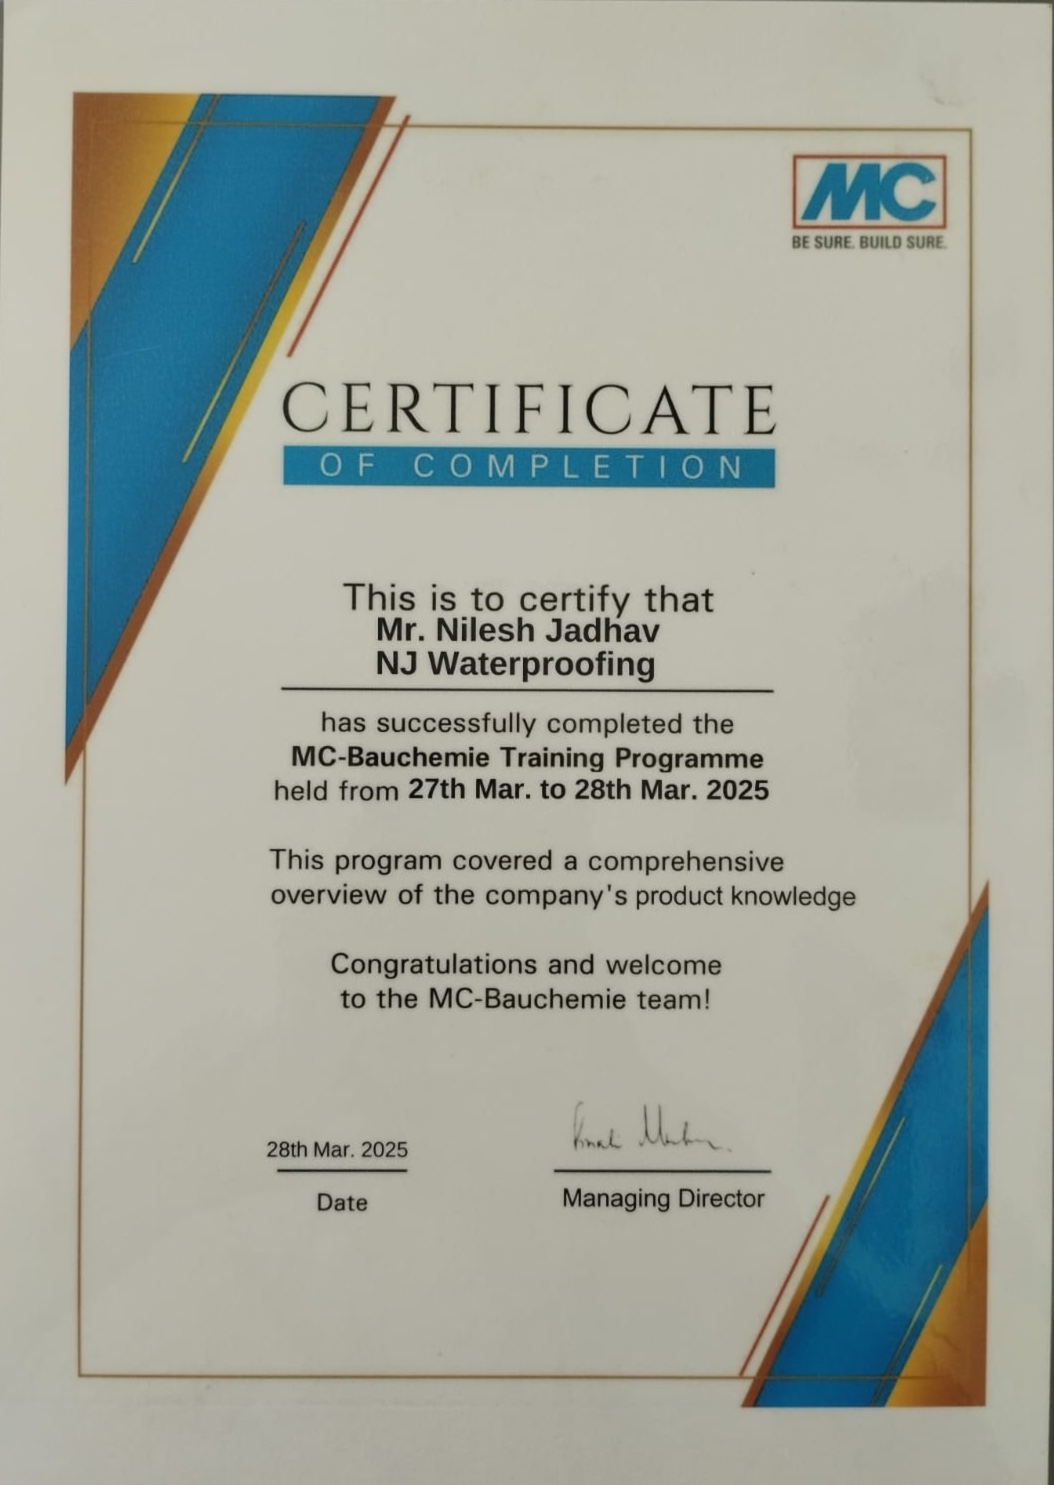 MC
BE SURE. BUILD SURE.
CERTIFICATE
OF COMPLETION
This is to certify that
Mr. Nilesh Jadhav
NJ Waterproofing
has successfully completed the
MC-Bauchemie Training Programme
held from 27th Mar. to 28th Mar. 2025
This program covered a comprehensive
overview of the company's product knowledge
Congratulations and welcome
to the MC-Bauchemie team!
28th Mar. 2025
Date
Managing Director